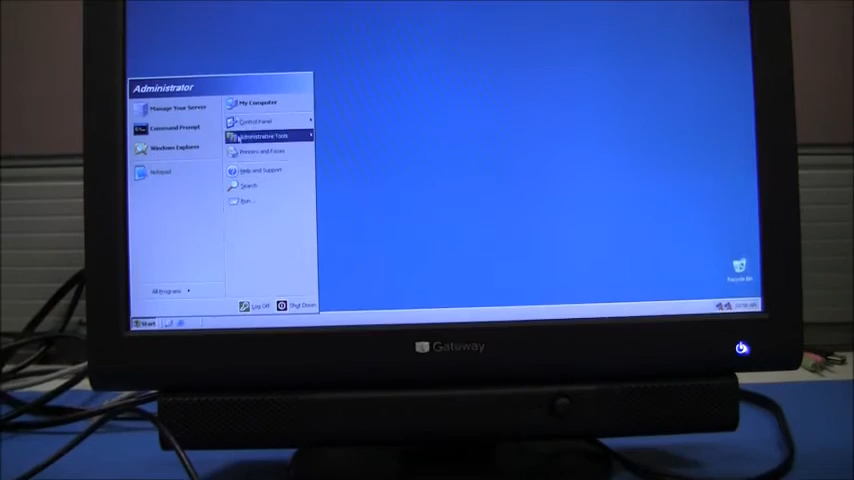 Administrator
Manage Your Server
Command Prompt
Windows Explorer
Notepad
All Programs
My Computer
Control Panel
Administrative Tools
Printers and Faxes
Help and Support
Search
Run...
Log Off
Shut Down
Recycle Bin
Start
Gateway